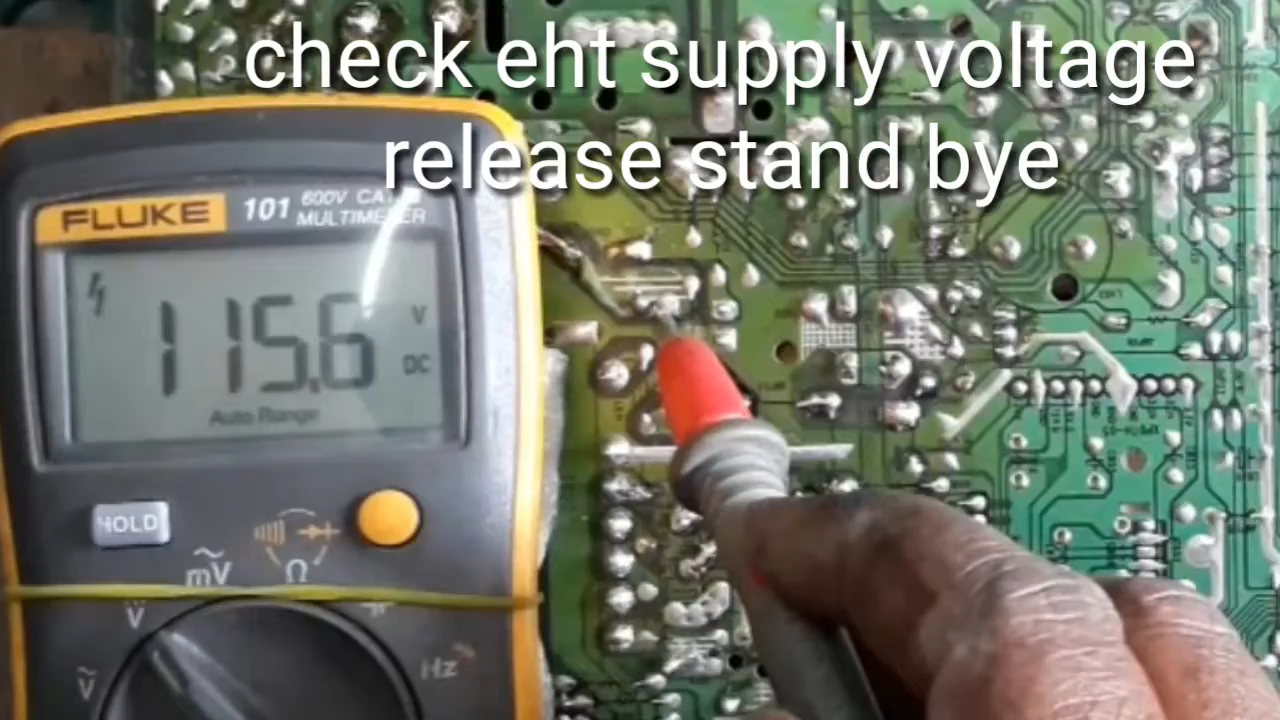 check eht supply voltage
release stand bye
FLUKE 101 600V CAT
MULTIMETER
115.6 V
DC
Auto Range
HOLD
mV
Ω
V
Hz
V